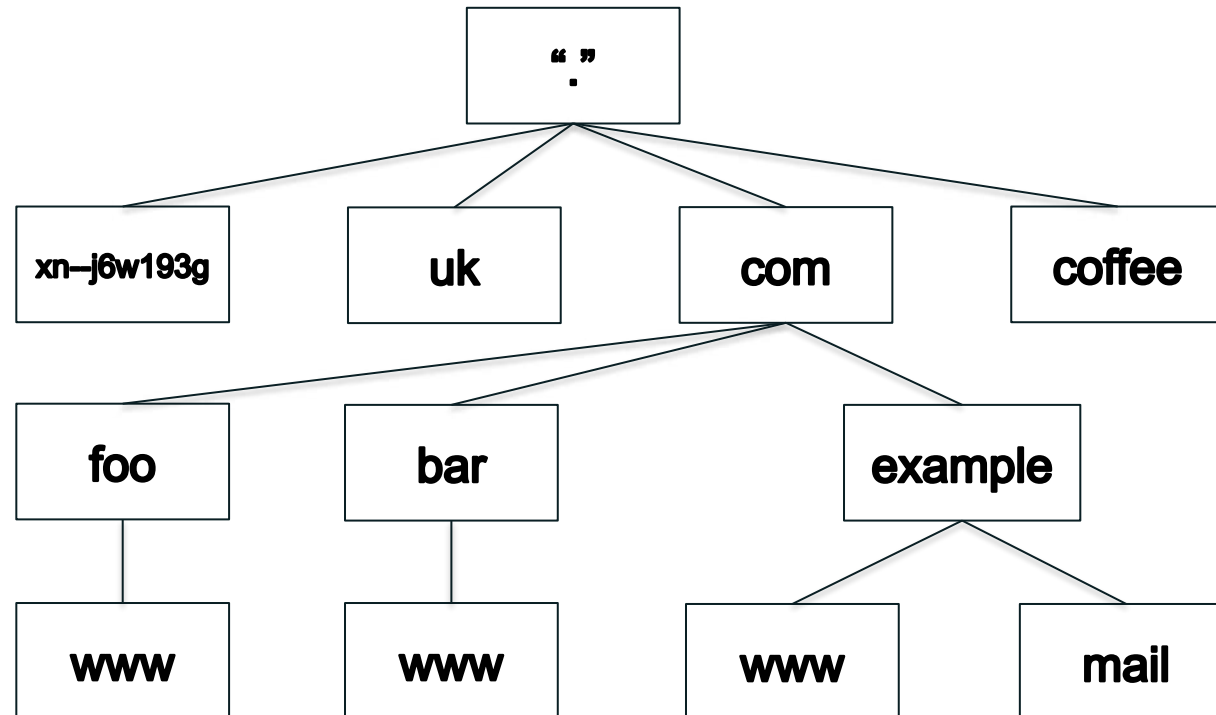 “.”
xn--j6w193g
uk
com
coffee
foo
bar
example
www
www
www
mail